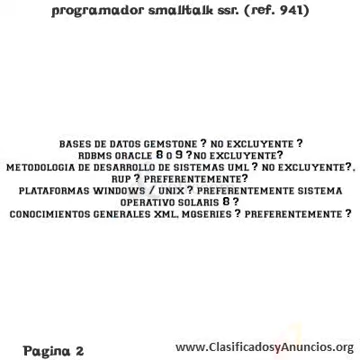 programador smalltalk ssr. (ref. 941)
BASES DE DATOS GEMSTONE ? NO EXCLUYENTE ?
RDBMS ORACLE 8 O 9 ?NO EXCLUYENTE?
METODOLOGIA DE DESARROLLO DE SISTEMAS UML ? NO EXCLUYENTE?,
RUP ? PREFERENTEMENTE?
PLATAFORMAS WINDOWS / UNIX ? PREFERENTEMENTE SISTEMA
OPERATIVO SOLARIS 8 ?
CONOCIMIENTOS GENERALES XML, MGSERIES ? PREFERENTEMENTE ?
Pagina 2
www.ClasificadosyAnuncios.org